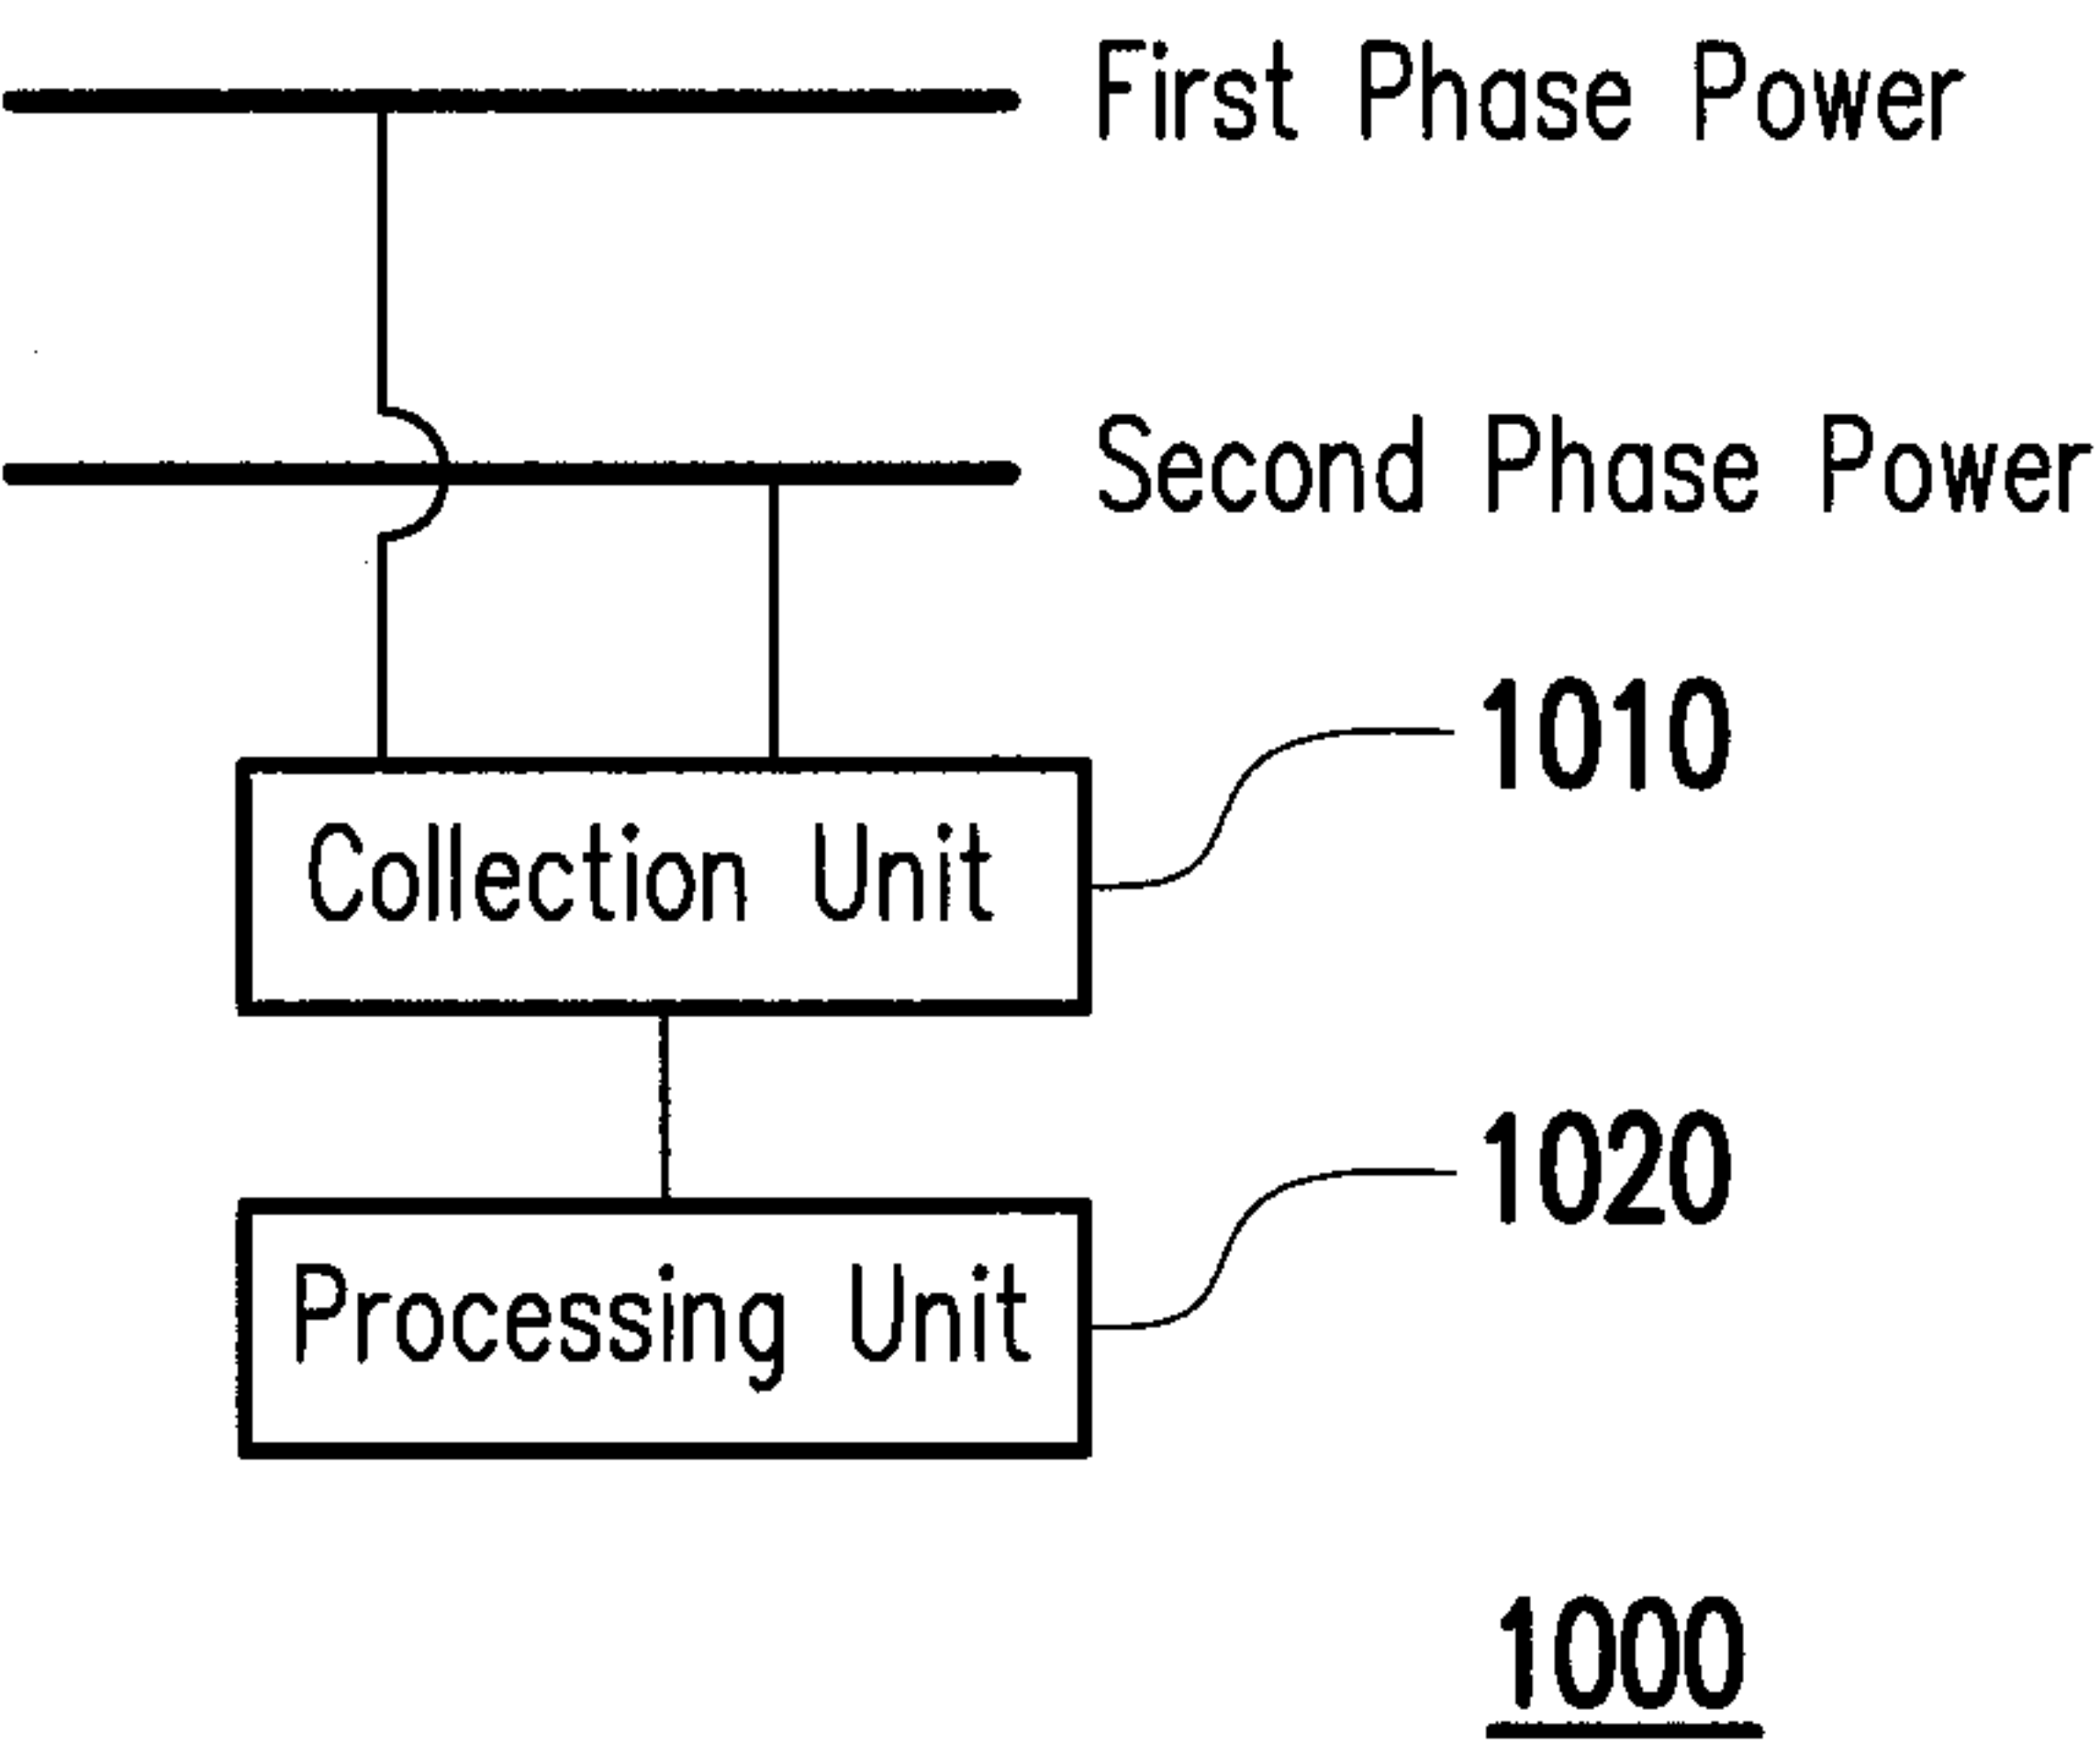 First Phase Power
Second Phase Power
1010
Collection Unit
1020
Processing Unit
1000